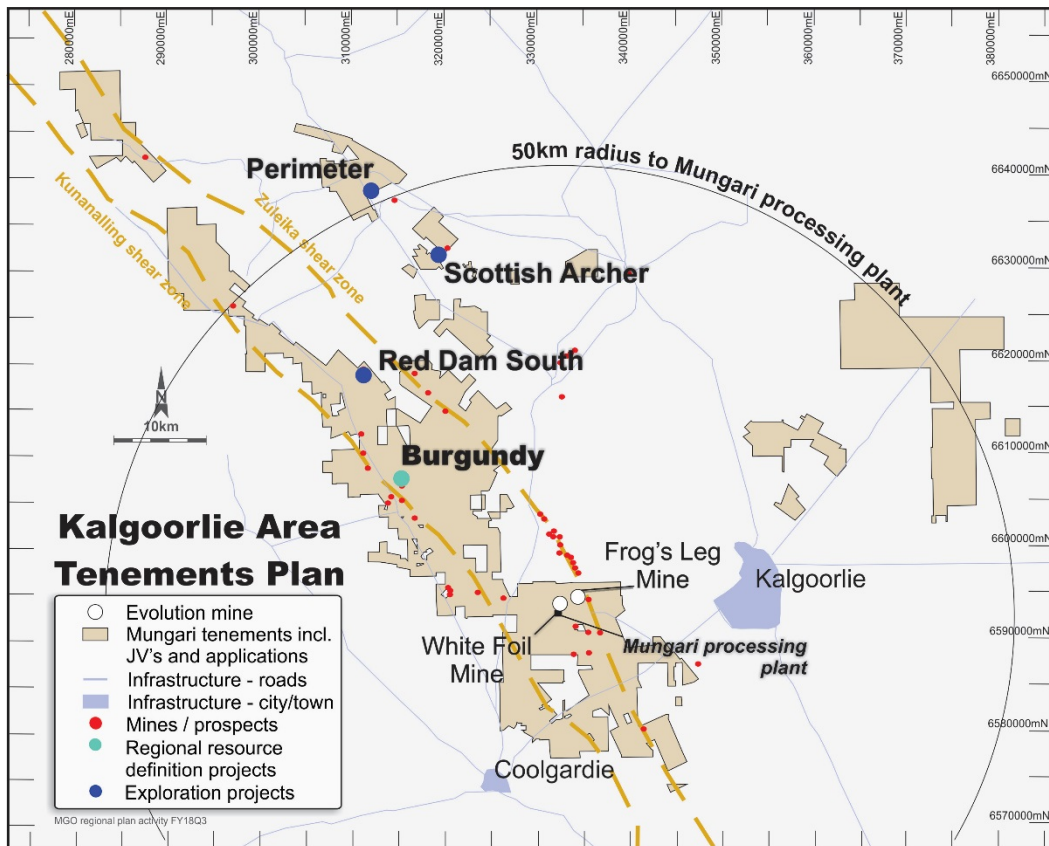 280000mE
290000mE
300000mE
310000mE
320000mE
330000mE
340000mE
350000mE
360000mE
370000mE
380000mE
6650000mN
6640000mN
6630000mN
6620000mN
6610000mN
6600000mN
6590000mN
6580000mN
6570000mN
50km radius to Mungari processing plant
Perimeter
Kunanalling shear zone
Zuleika shear zone
Scottish Archer
Red Dam South
N
10km
Burgundy
Kalgoorlie Area
Tenements Plan
Frog's Leg
Mine
Kalgoorlie
White Foil
Mine
Mungari processing
plant
Coolgardie
Evolution mine
Mungari tenements incl.
JV's and applications
Infrastructure - roads
Infrastructure - city/town
Mines / prospects
Regional resource
definition projects
Exploration projects
MGO regional plan activity FY18Q3